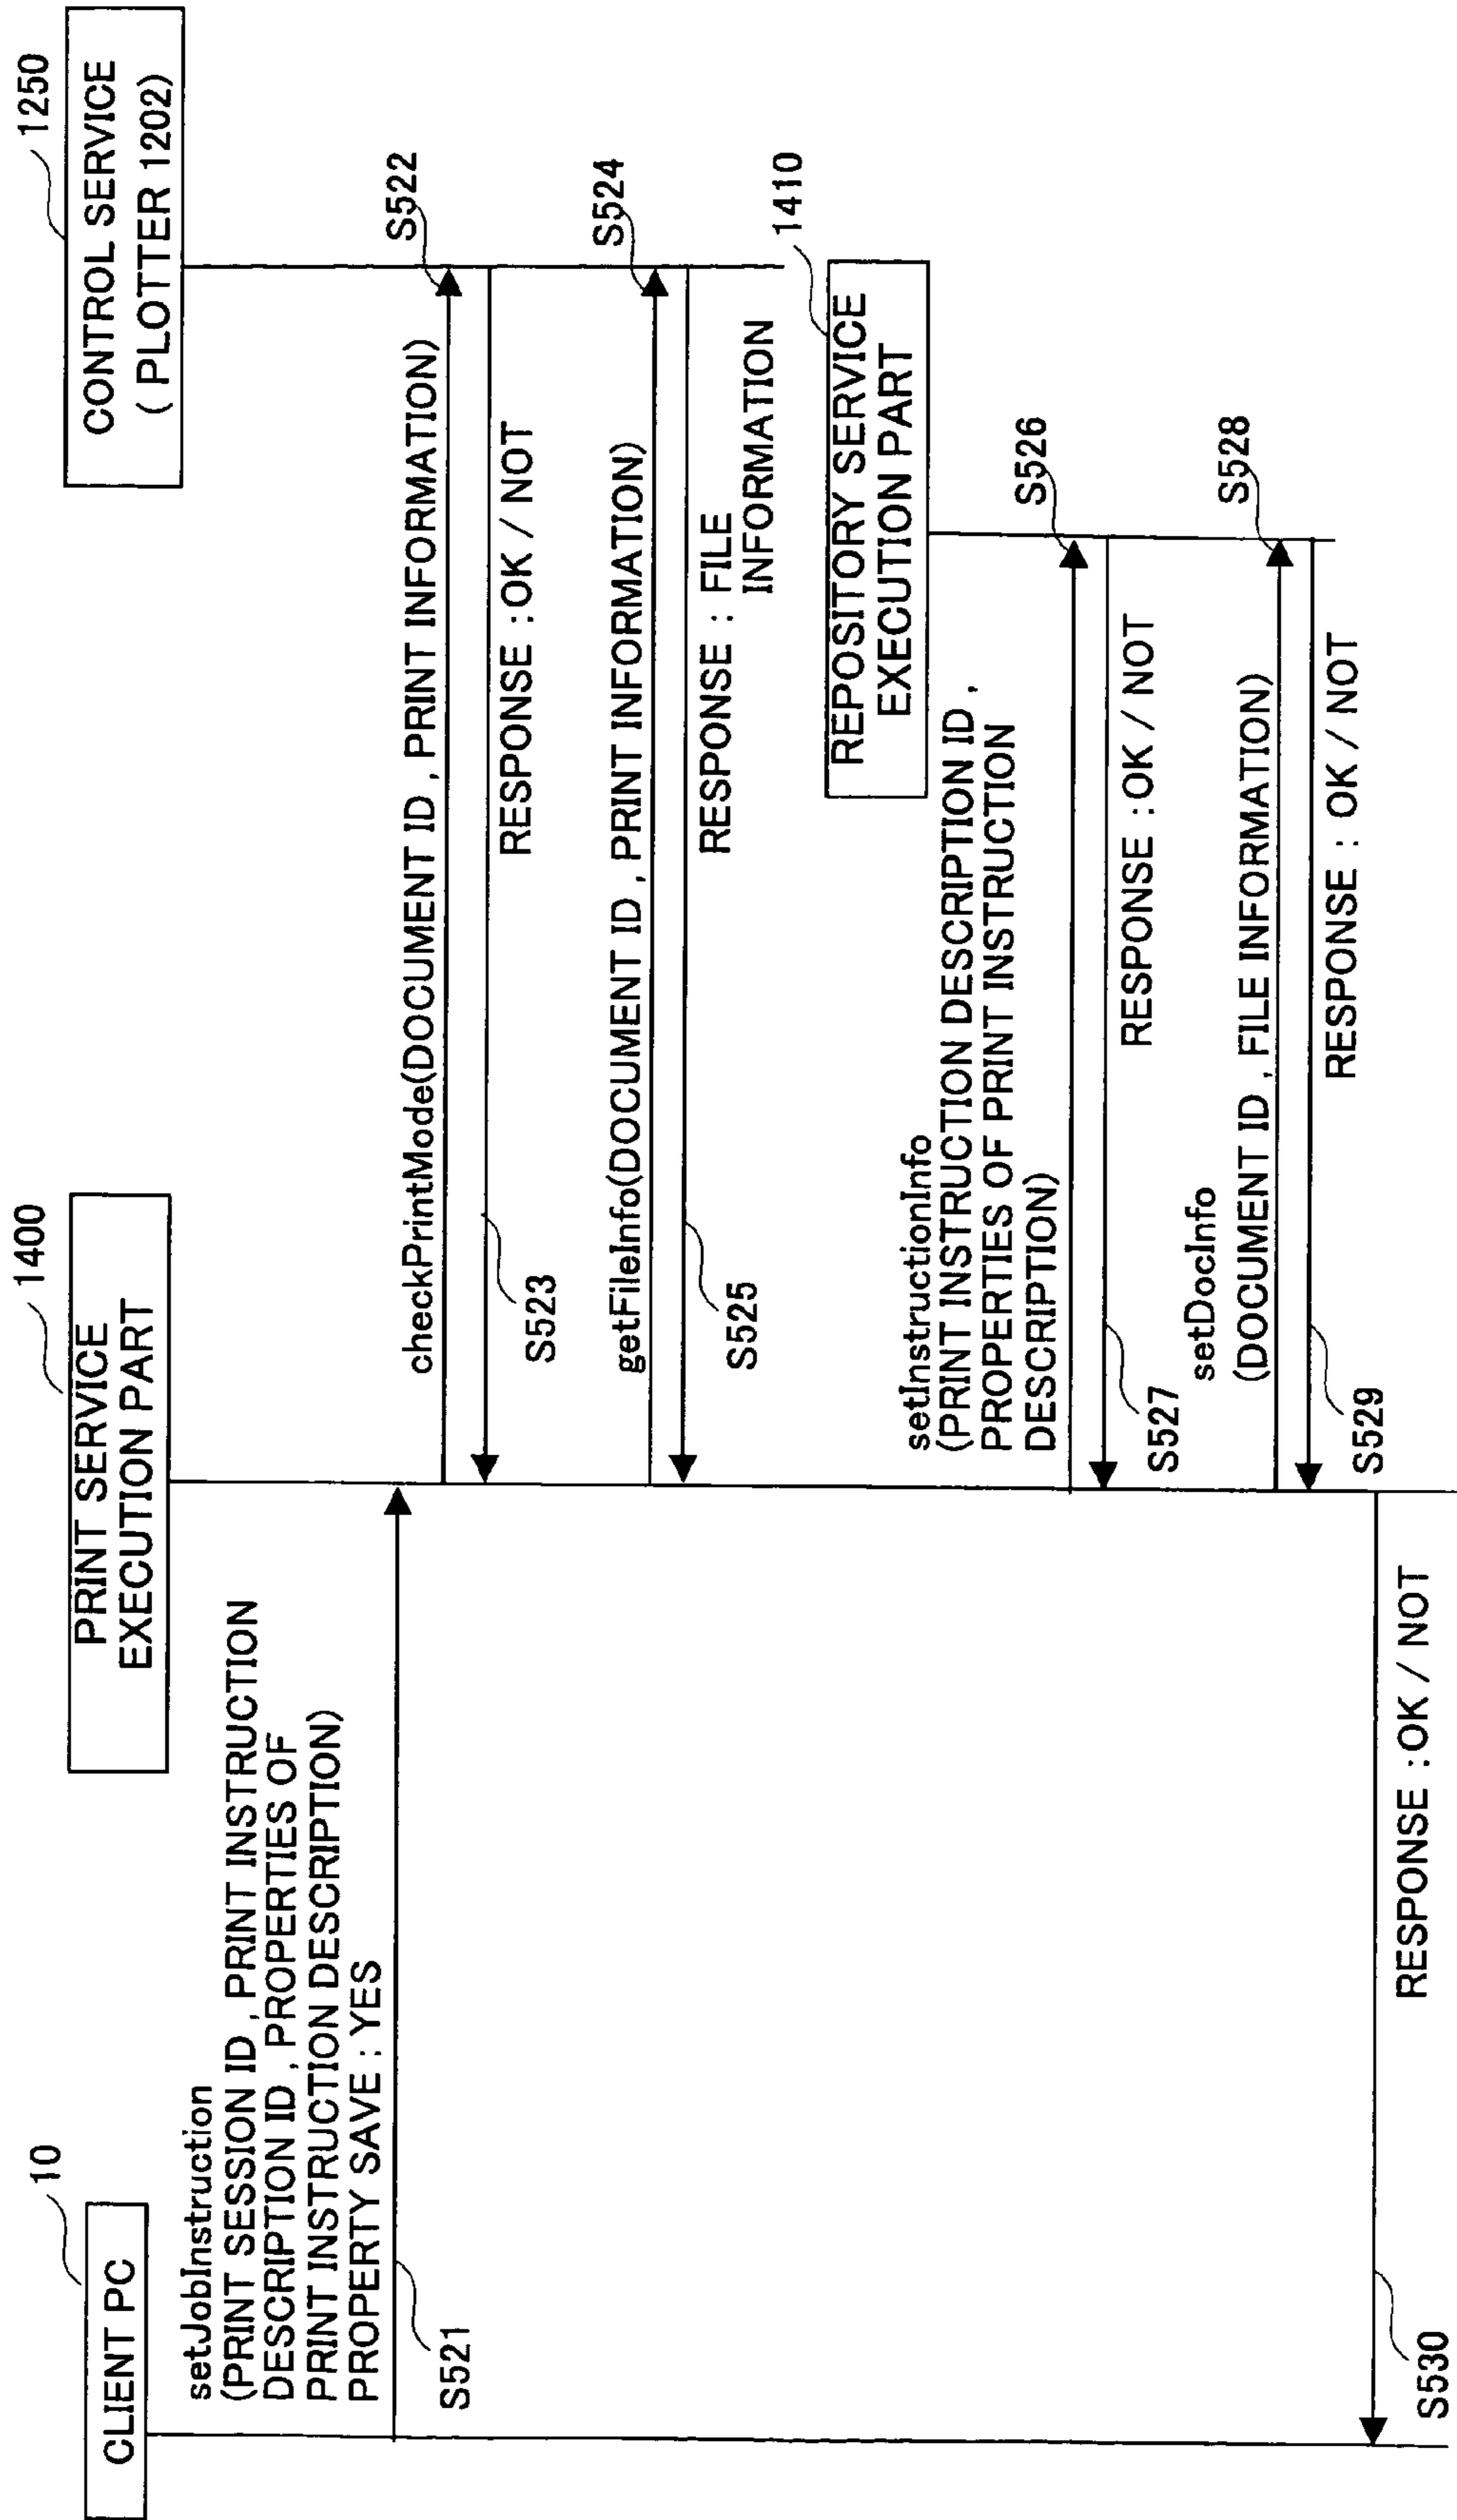 10
CLIENT PC
1400
PRINT SERVICE
EXECUTION PART
1250
CONTROL SERVICE
( PLOTTER 1202)
setJobInstruction
(PRINT SESSION ID , PRINT INSTRUCTION
DESCRIPTION ID , PROPERTIES OF
PRINT INSTRUCTION DESCRIPTION)
PROPERTY SAVE : YES
S521
checkPrintMode(DOCUMENT ID , PRINT INFORMATION)
S522
RESPONSE : OK / NOT
S523
getFileInfo(DOCUMENT ID , PRINT INFORMATION)
S524
RESPONSE : FILE
INFORMATION
S525
1410
REPOSITORY SERVICE
EXECUTION PART
setInstructionInfo
(PRINT INSTRUCTION DESCRIPTION ID ,
PROPERTIES OF PRINT INSTRUCTION
DESCRIPTION)
S526
RESPONSE : OK / NOT
S527
setDocInfo
(DOCUMENT ID , FILE INFORMATION)
S528
RESPONSE : OK / NOT
S529
RESPONSE : OK / NOT
S530